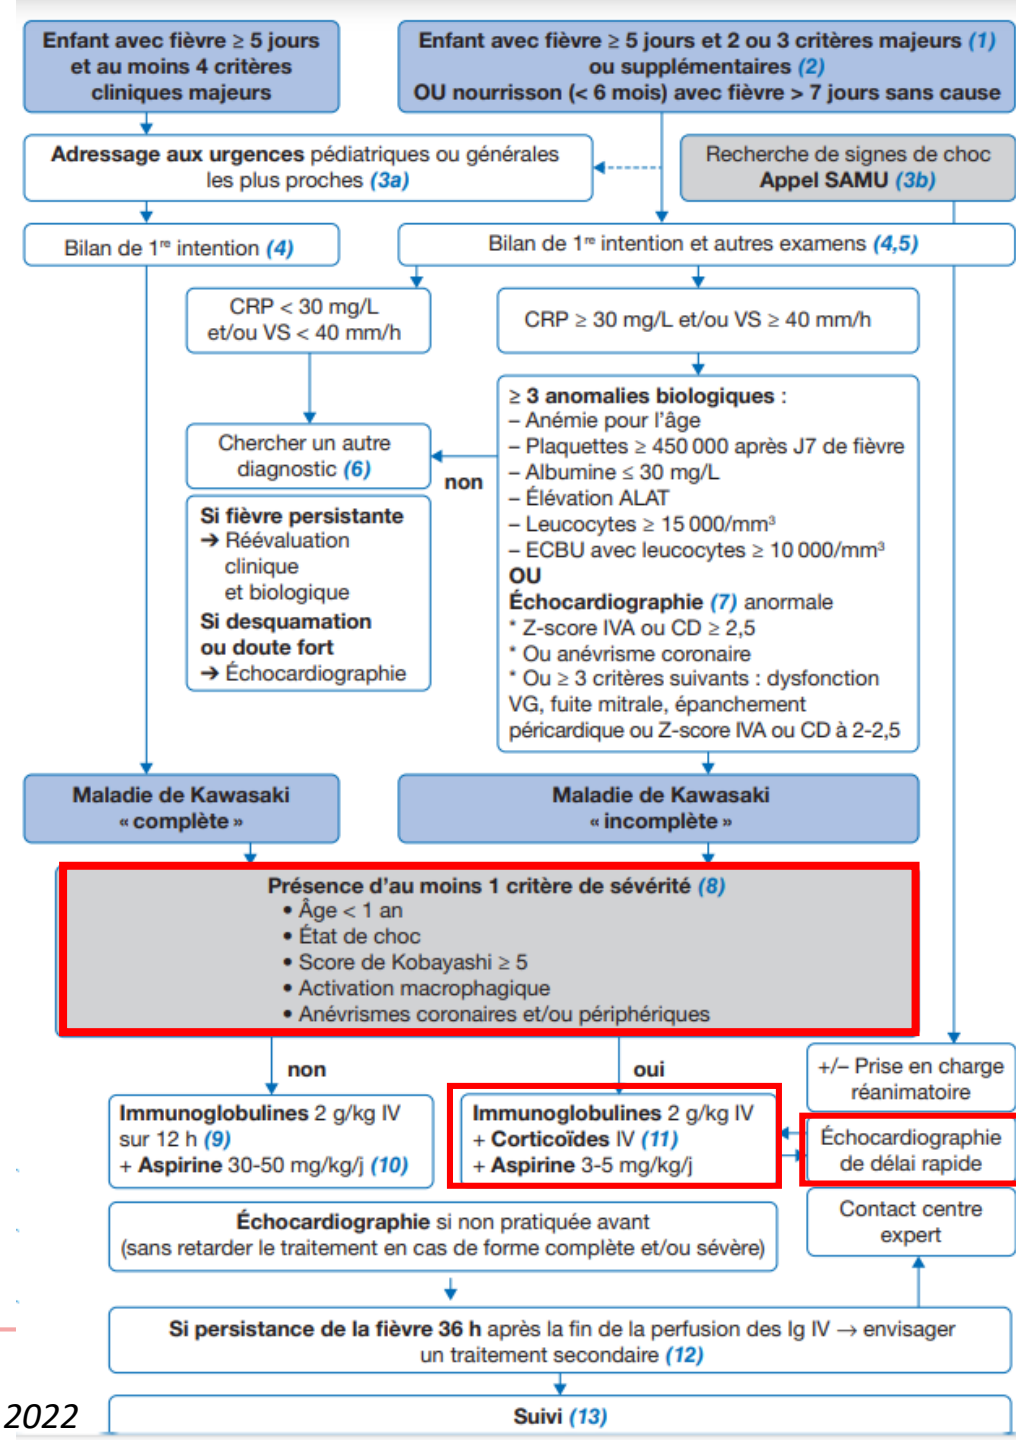 Enfant avec fièvre ≥ 5 jours
et au moins 4 critères
cliniques majeurs
Enfant avec fièvre ≥ 5 jours et 2 ou 3 critères majeurs (1)
ou supplémentaires (2)
OU nourrisson (< 6 mois) avec fièvre > 7 jours sans cause
Adressage aux urgences pédiatriques ou générales
les plus proches (3a)
Recherche de signes de choc
Appel SAMU (3b)
Bilan de 1re intention (4)
Bilan de 1re intention et autres examens (4,5)
CRP < 30 mg/L
et/ou VS < 40 mm/h
CRP ≥ 30 mg/L et/ou VS ≥ 40 mm/h
≥ 3 anomalies biologiques :
– Anémie pour l'âge
– Plaquettes ≥ 450 000 après J7 de fièvre
– Albumine ≤ 30 mg/L
– Élévation ALAT
– Leucocytes ≥ 15 000/mm³
– ECBU avec leucocytes ≥ 10 000/mm³
OU
Échocardiographie (7) anormale
* Z-score IVA ou CD ≥ 2,5
* Ou anévrisme coronaire
* Ou ≥ 3 critères suivants : dysfonction
VG, fuite mitrale, épanchement
péricardique ou Z-score IVA ou CD à 2-2,5
non
Chercher un autre
diagnostic (6)
Si fièvre persistante
➔ Réévaluation
clinique
et biologique
Si desquamation
ou doute fort
➔ Échocardiographie
Maladie de Kawasaki
« complète »
Maladie de Kawasaki
« incomplète »
Présence d'au moins 1 critère de sévérité (8)
• Âge < 1 an
• État de choc
• Score de Kobayashi ≥ 5
• Activation macrophagique
• Anévrismes coronaires et/ou périphériques
non
oui
+/– Prise en charge
réanimatoire
Immunoglobulines 2 g/kg IV
sur 12 h (9)
+ Aspirine 30-50 mg/kg/j (10)
Immunoglobulines 2 g/kg IV
+ Corticoïdes IV (11)
+ Aspirine 3-5 mg/kg/j
Échocardiographie
de délai rapide
Contact centre
expert
Échocardiographie si non pratiquée avant
(sans retarder le traitement en cas de forme complète et/ou sévère)
Si persistance de la fièvre 36 h après la fin de la perfusion des Ig IV → envisager
un traitement secondaire (12)
2022
Suivi (13)